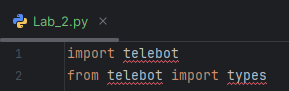 Lab_2.py
1 import telebot
2 from telebot import types